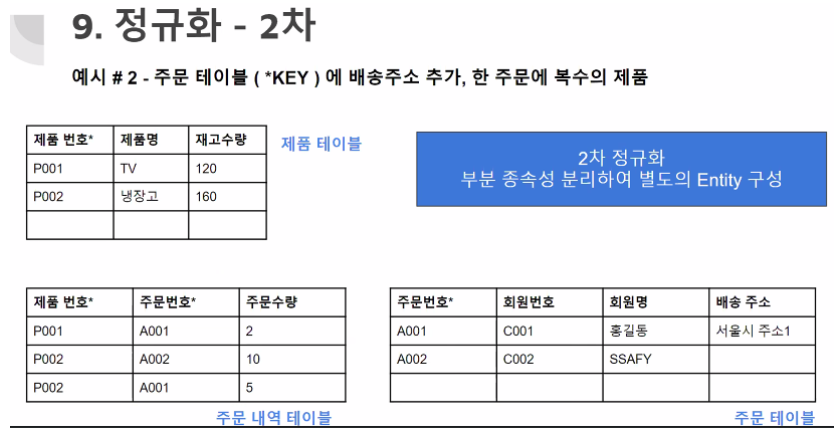 9. 정규화 - 2차
예시 # 2 - 주문 테이블 ( *KEY ) 에 배송주소 추가, 한 주문에 복수의 제품
제품 번호* 제품명 재고수량
P001 TV 120
P002 냉장고 160
제품 테이블
2차 정규화
부분 종속성 분리하여 별도의 Entity 구성
제품 번호* 주문번호* 주문수량
P001 A001 2
P002 A002 10
P002 A001 5
주문 내역 테이블
주문번호* 회원번호 회원명 배송 주소
A001 C001 홍길동 서울시 주소1
A002 C002 SSAFY
주문 테이블